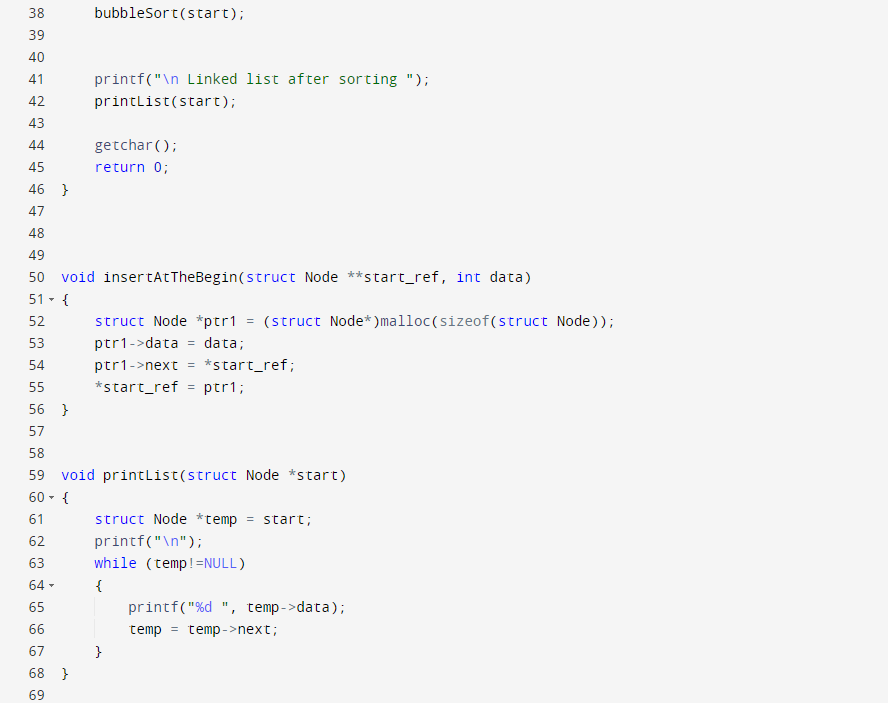 38 bubbleSort(start);
39
40
41 printf("\n Linked list after sorting ");
42 printList(start);
43
44 getchar();
45 return 0;
46 }
47
48
49
50 void insertAtTheBegin(struct Node **start_ref, int data)
51 {
52 struct Node *ptr1 = (struct Node*)malloc(sizeof(struct Node));
53 ptr1->data = data;
54 ptr1->next = *start_ref;
55 *start_ref = ptr1;
56 }
57
58
59 void printList(struct Node *start)
60 {
61 struct Node *temp = start;
62 printf("\n");
63 while (temp!=NULL)
64 {
65 printf("%d ", temp->data);
66 temp = temp->next;
67 }
68 }
69